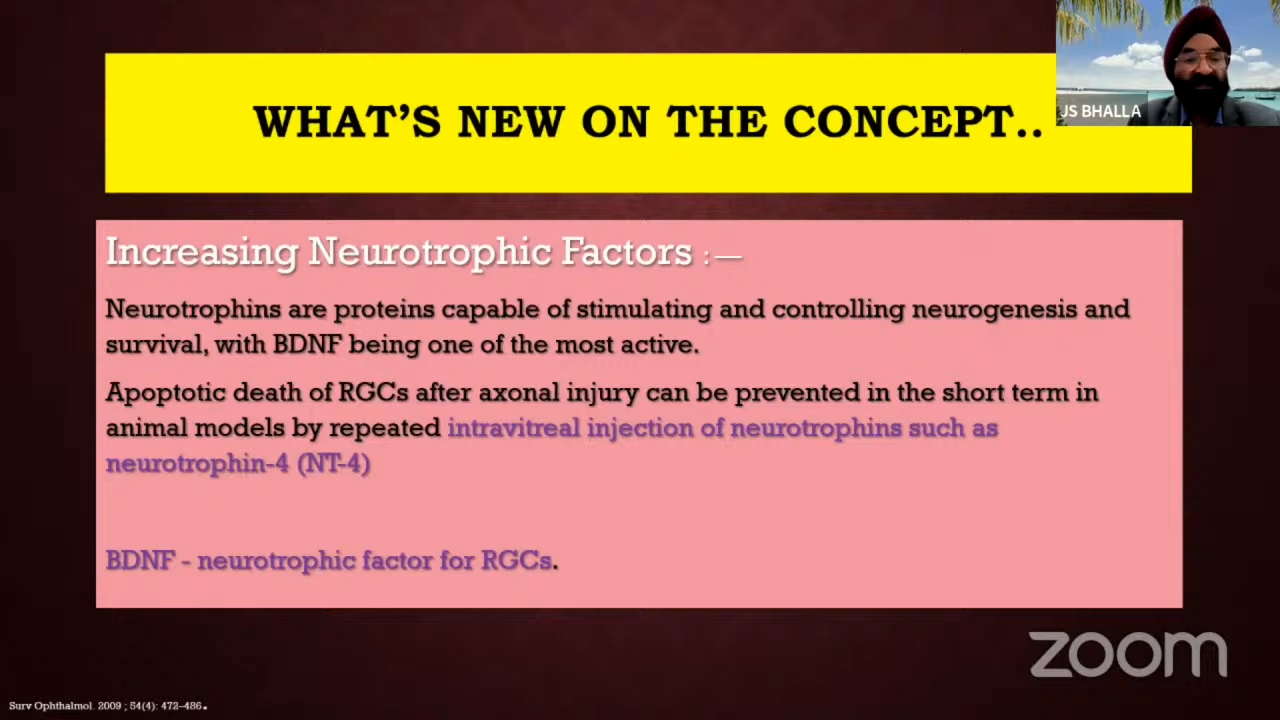 WHAT'S NEW ON THE CONCEPT..
JS BHALLA
Increasing Neurotrophic Factors : —
Neurotrophins are proteins capable of stimulating and controlling neurogenesis and
survival, with BDNF being one of the most active.
Apoptotic death of RGCs after axonal injury can be prevented in the short term in
animal models by repeated intravitreal injection of neurotrophins such as
neurotrophin-4 (NT-4)
BDNF - neurotrophic factor for RGCs.
zoom
Surv Ophthalmol. 2009 ; 54(4): 472–486.